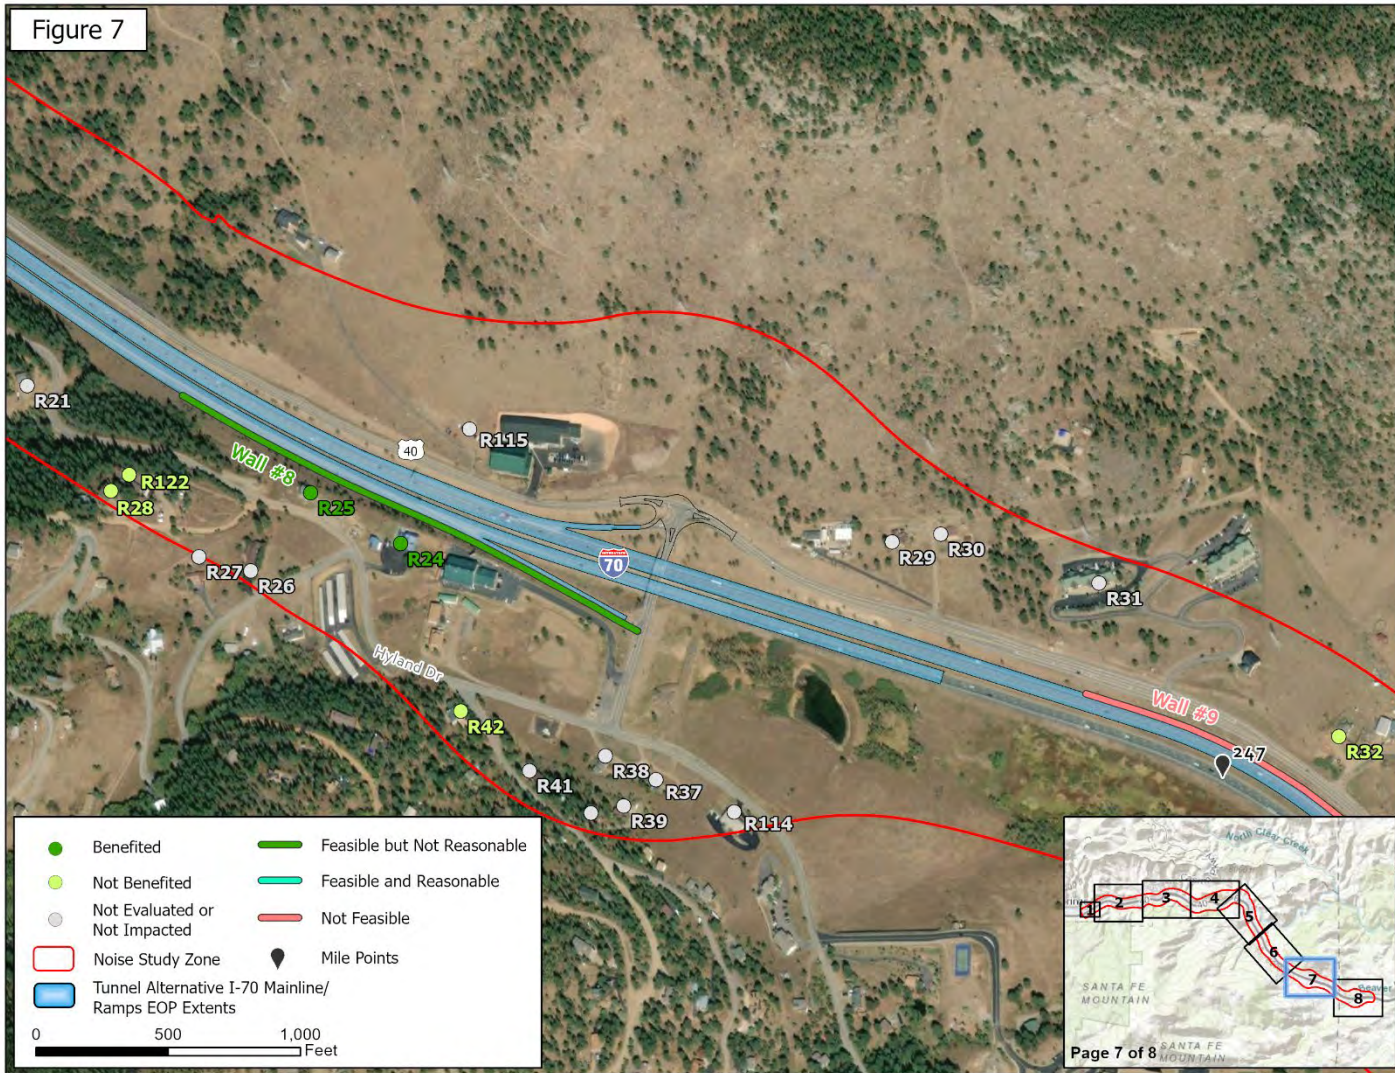 Figure 7
R21
R115
40
Wall #8
R122
R28
R25
R24
R27
R26
70
R29
R30
R31
Hyland Dr
Wall #9
R42
247
R32
R38
R41
R37
R39
R114
Benefited
Not Benefited
Not Evaluated or
Not Impacted
Noise Study Zone
Tunnel Alternative I-70 Mainline/
Ramps EOP Extents
Feasible but Not Reasonable
Feasible and Reasonable
Not Feasible
Mile Points
0 500 1,000
Feet
North Clear Creek
1
2
3
4
5
6
7
8
SANTA FE
MOUNTAIN
Beaver
Page 7 of 8
SANTA FE
MOUNTAIN